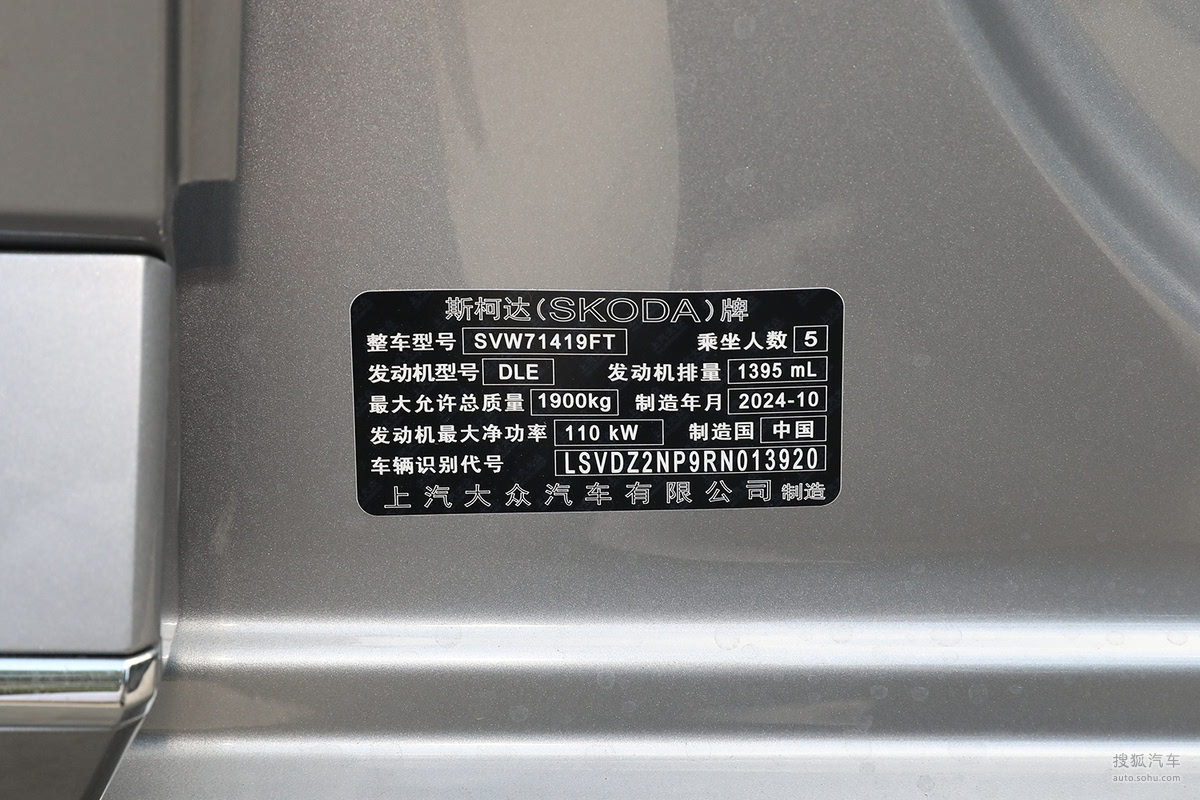 斯柯达(SKODA)牌
整车型号 SVW71419FT 乘坐人数 5
发动机型号 DLE 发动机排量 1395 mL
最大允许总质量 1900kg 制造年月 2024-10
发动机最大净功率 110 kW 制造国 中国
车辆识别代号 LSVDZ2NP9RN013920
上汽大众汽车有限公司 制造
搜狐汽车
auto.sohu.com